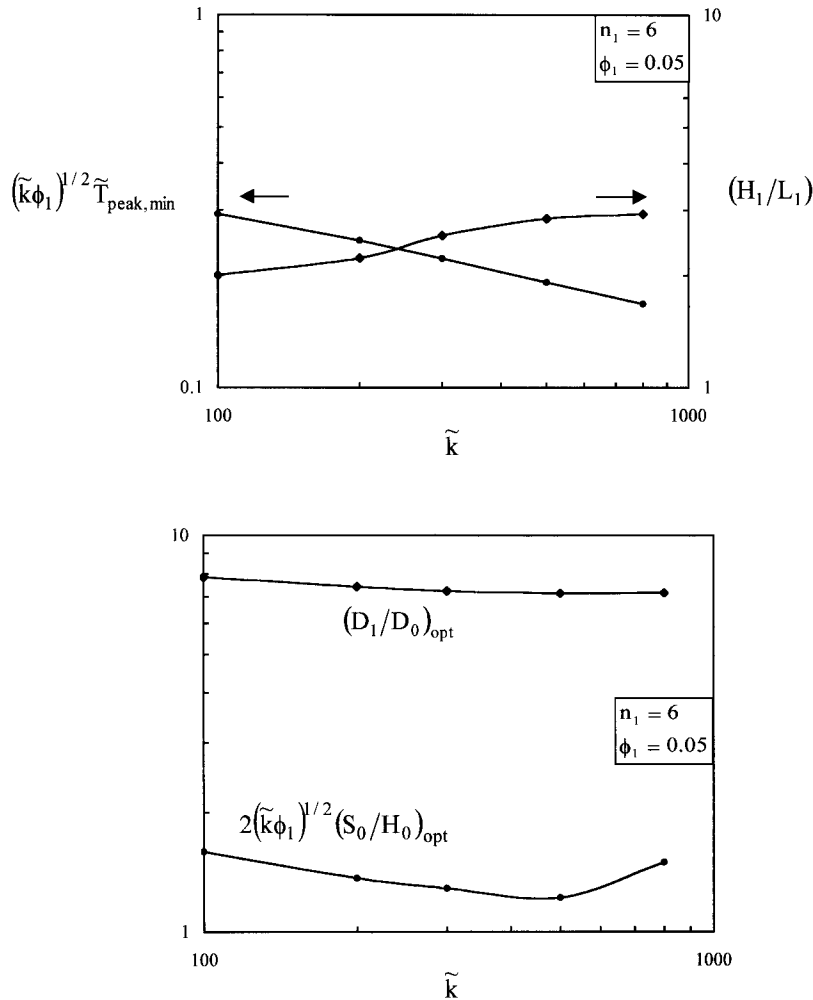 1
10
n₁ = 6
ϕ₁ = 0.05
(k̃ϕ₁)^{1/2} T̃_{peak, min}
(H₁/L₁)
0.1
1
100
1000
k̃
10
(D₁/D₀)_{opt}
n₁ = 6
ϕ₁ = 0.05
2(k̃ϕ₁)^{1/2} (S₀/H₀)_{opt}
1
100
1000
k̃